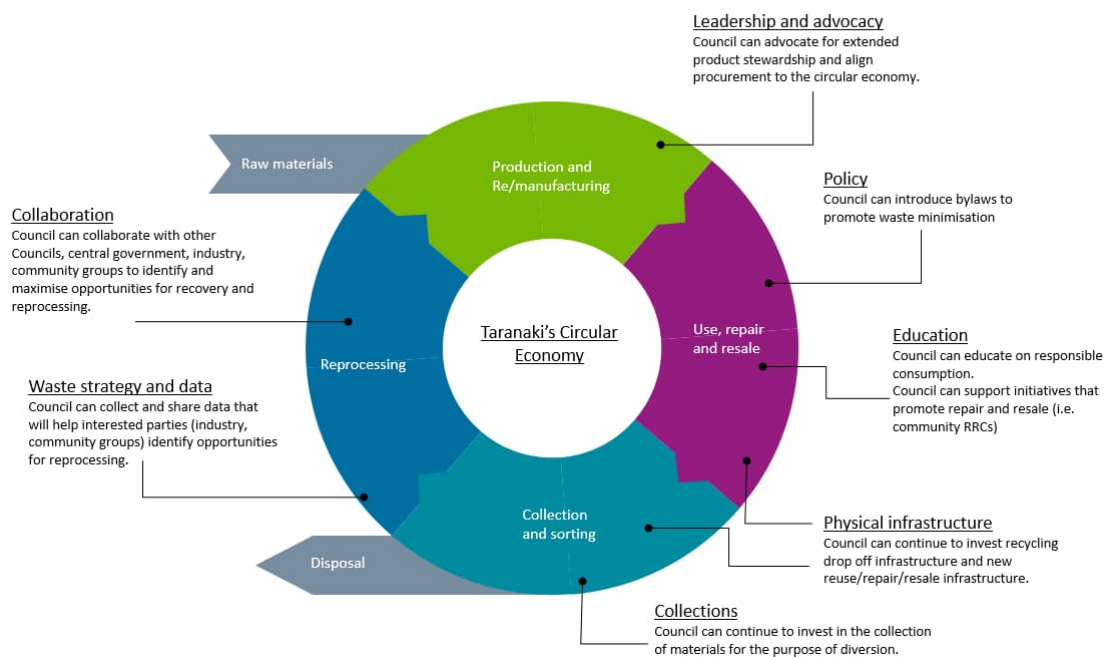 Leadership and advocacy
Council can advocate for extended
product stewardship and align
procurement to the circular economy.
Raw materials
Production and
Re/manufacturing
Policy
Council can introduce bylaws to
promote waste minimisation
Collaboration
Council can collaborate with other
Councils, central government, industry,
community groups to identify and
maximise opportunities for recovery and
reprocessing.
Taranaki's Circular
Economy
Use, repair
and resale
Education
Council can educate on responsible
consumption.
Council can support initiatives that
promote repair and resale (i.e.
community RRCs)
Reprocessing
Waste strategy and data
Council can collect and share data that
will help interested parties (industry,
community groups) identify opportunities
for reprocessing.
Collection
and sorting
Physical infrastructure
Council can continue to invest recycling
drop off infrastructure and new
reuse/repair/resale infrastructure.
Disposal
Collections
Council can continue to invest in the collection
of materials for the purpose of diversion.